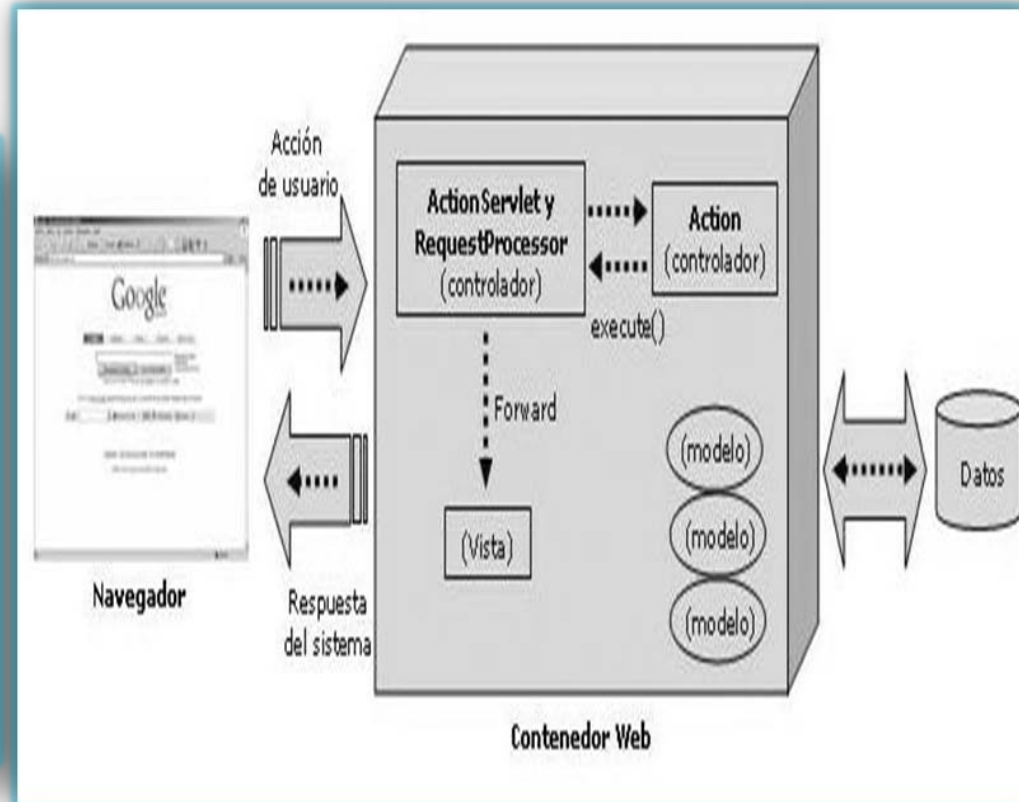 Acción
de usuario
Google
Navegador
Respuesta
del sistema
ActionServlet y
RequestProcessor
(controlador)
Action
(controlador)
execute()
Forward
(Vista)
(modelo)
(modelo)
(modelo)
Datos
Contenedor Web